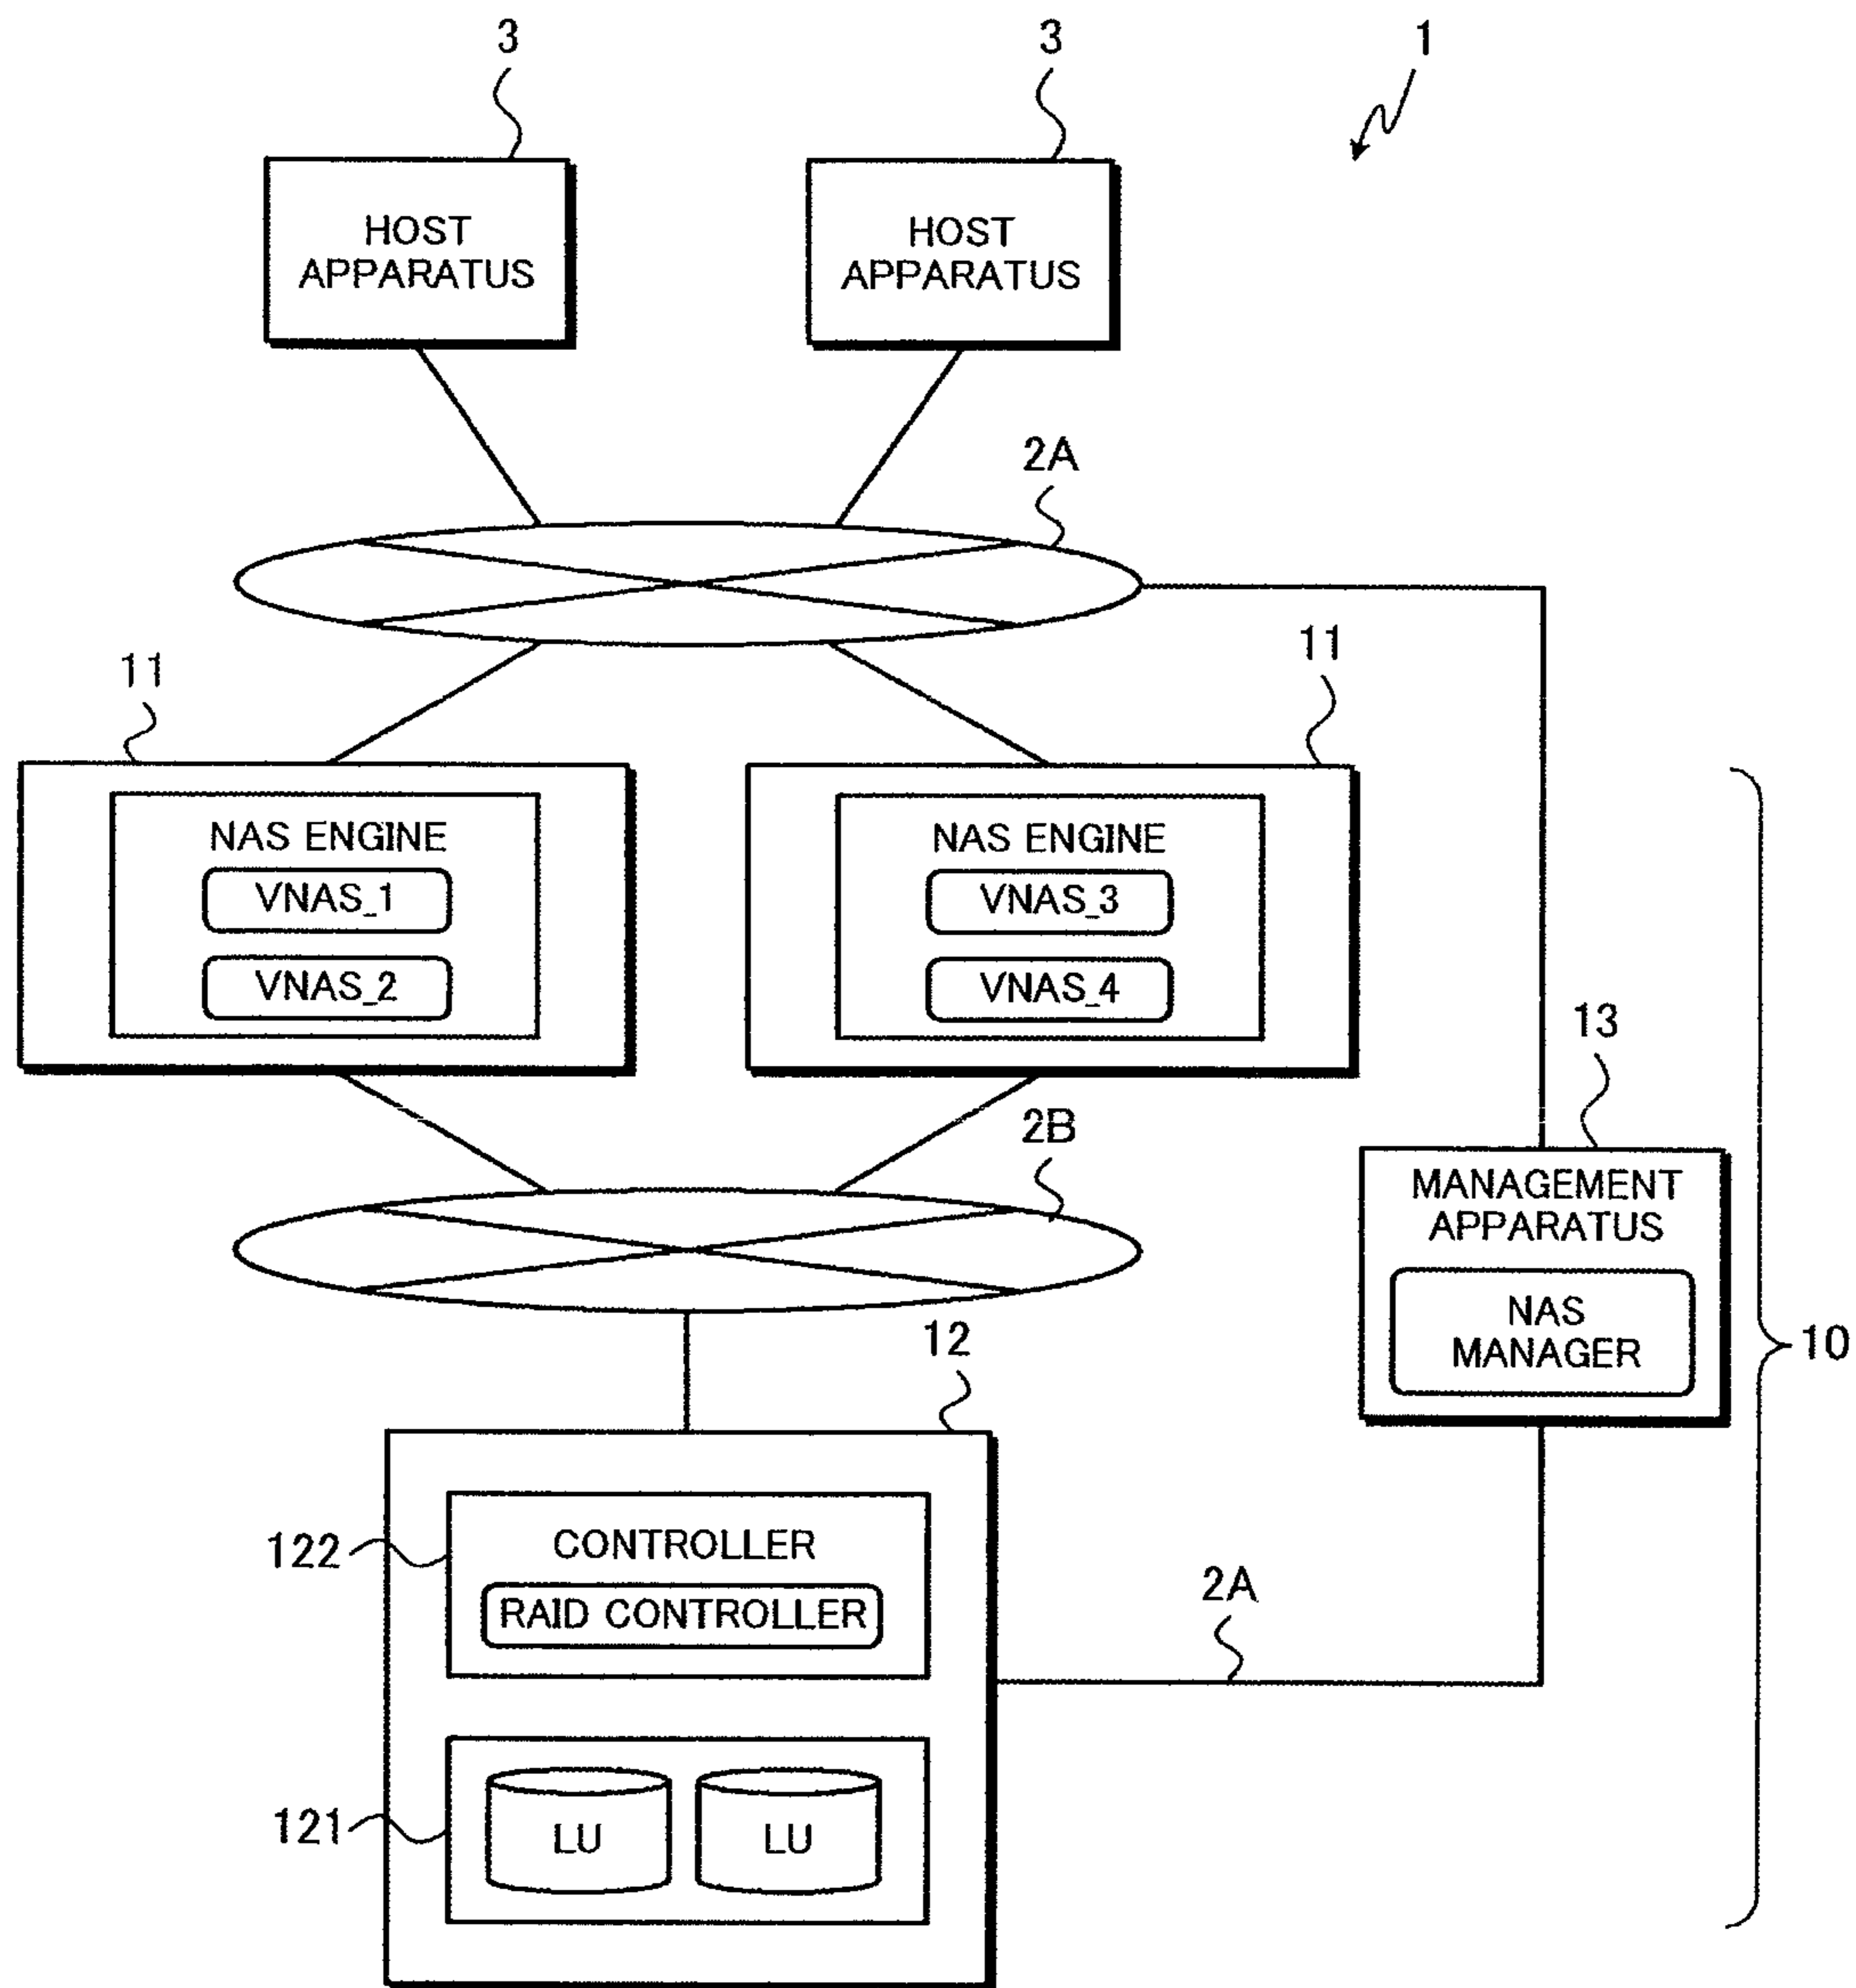 3
3
1
HOST
APPARATUS
HOST
APPARATUS
2A
11
11
NAS ENGINE
VNAS_1
VNAS_2
NAS ENGINE
VNAS_3
VNAS_4
13
2B
MANAGEMENT
APPARATUS
NAS
MANAGER
10
12
122
CONTROLLER
RAID CONTROLLER
2A
121
LU
LU